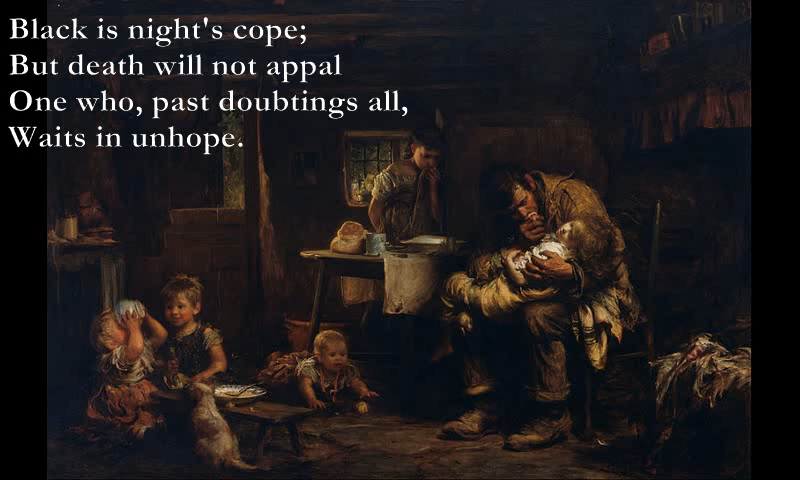 Black is night's cope;
But death will not appal
One who, past doubtings all,
Waits in unhope.